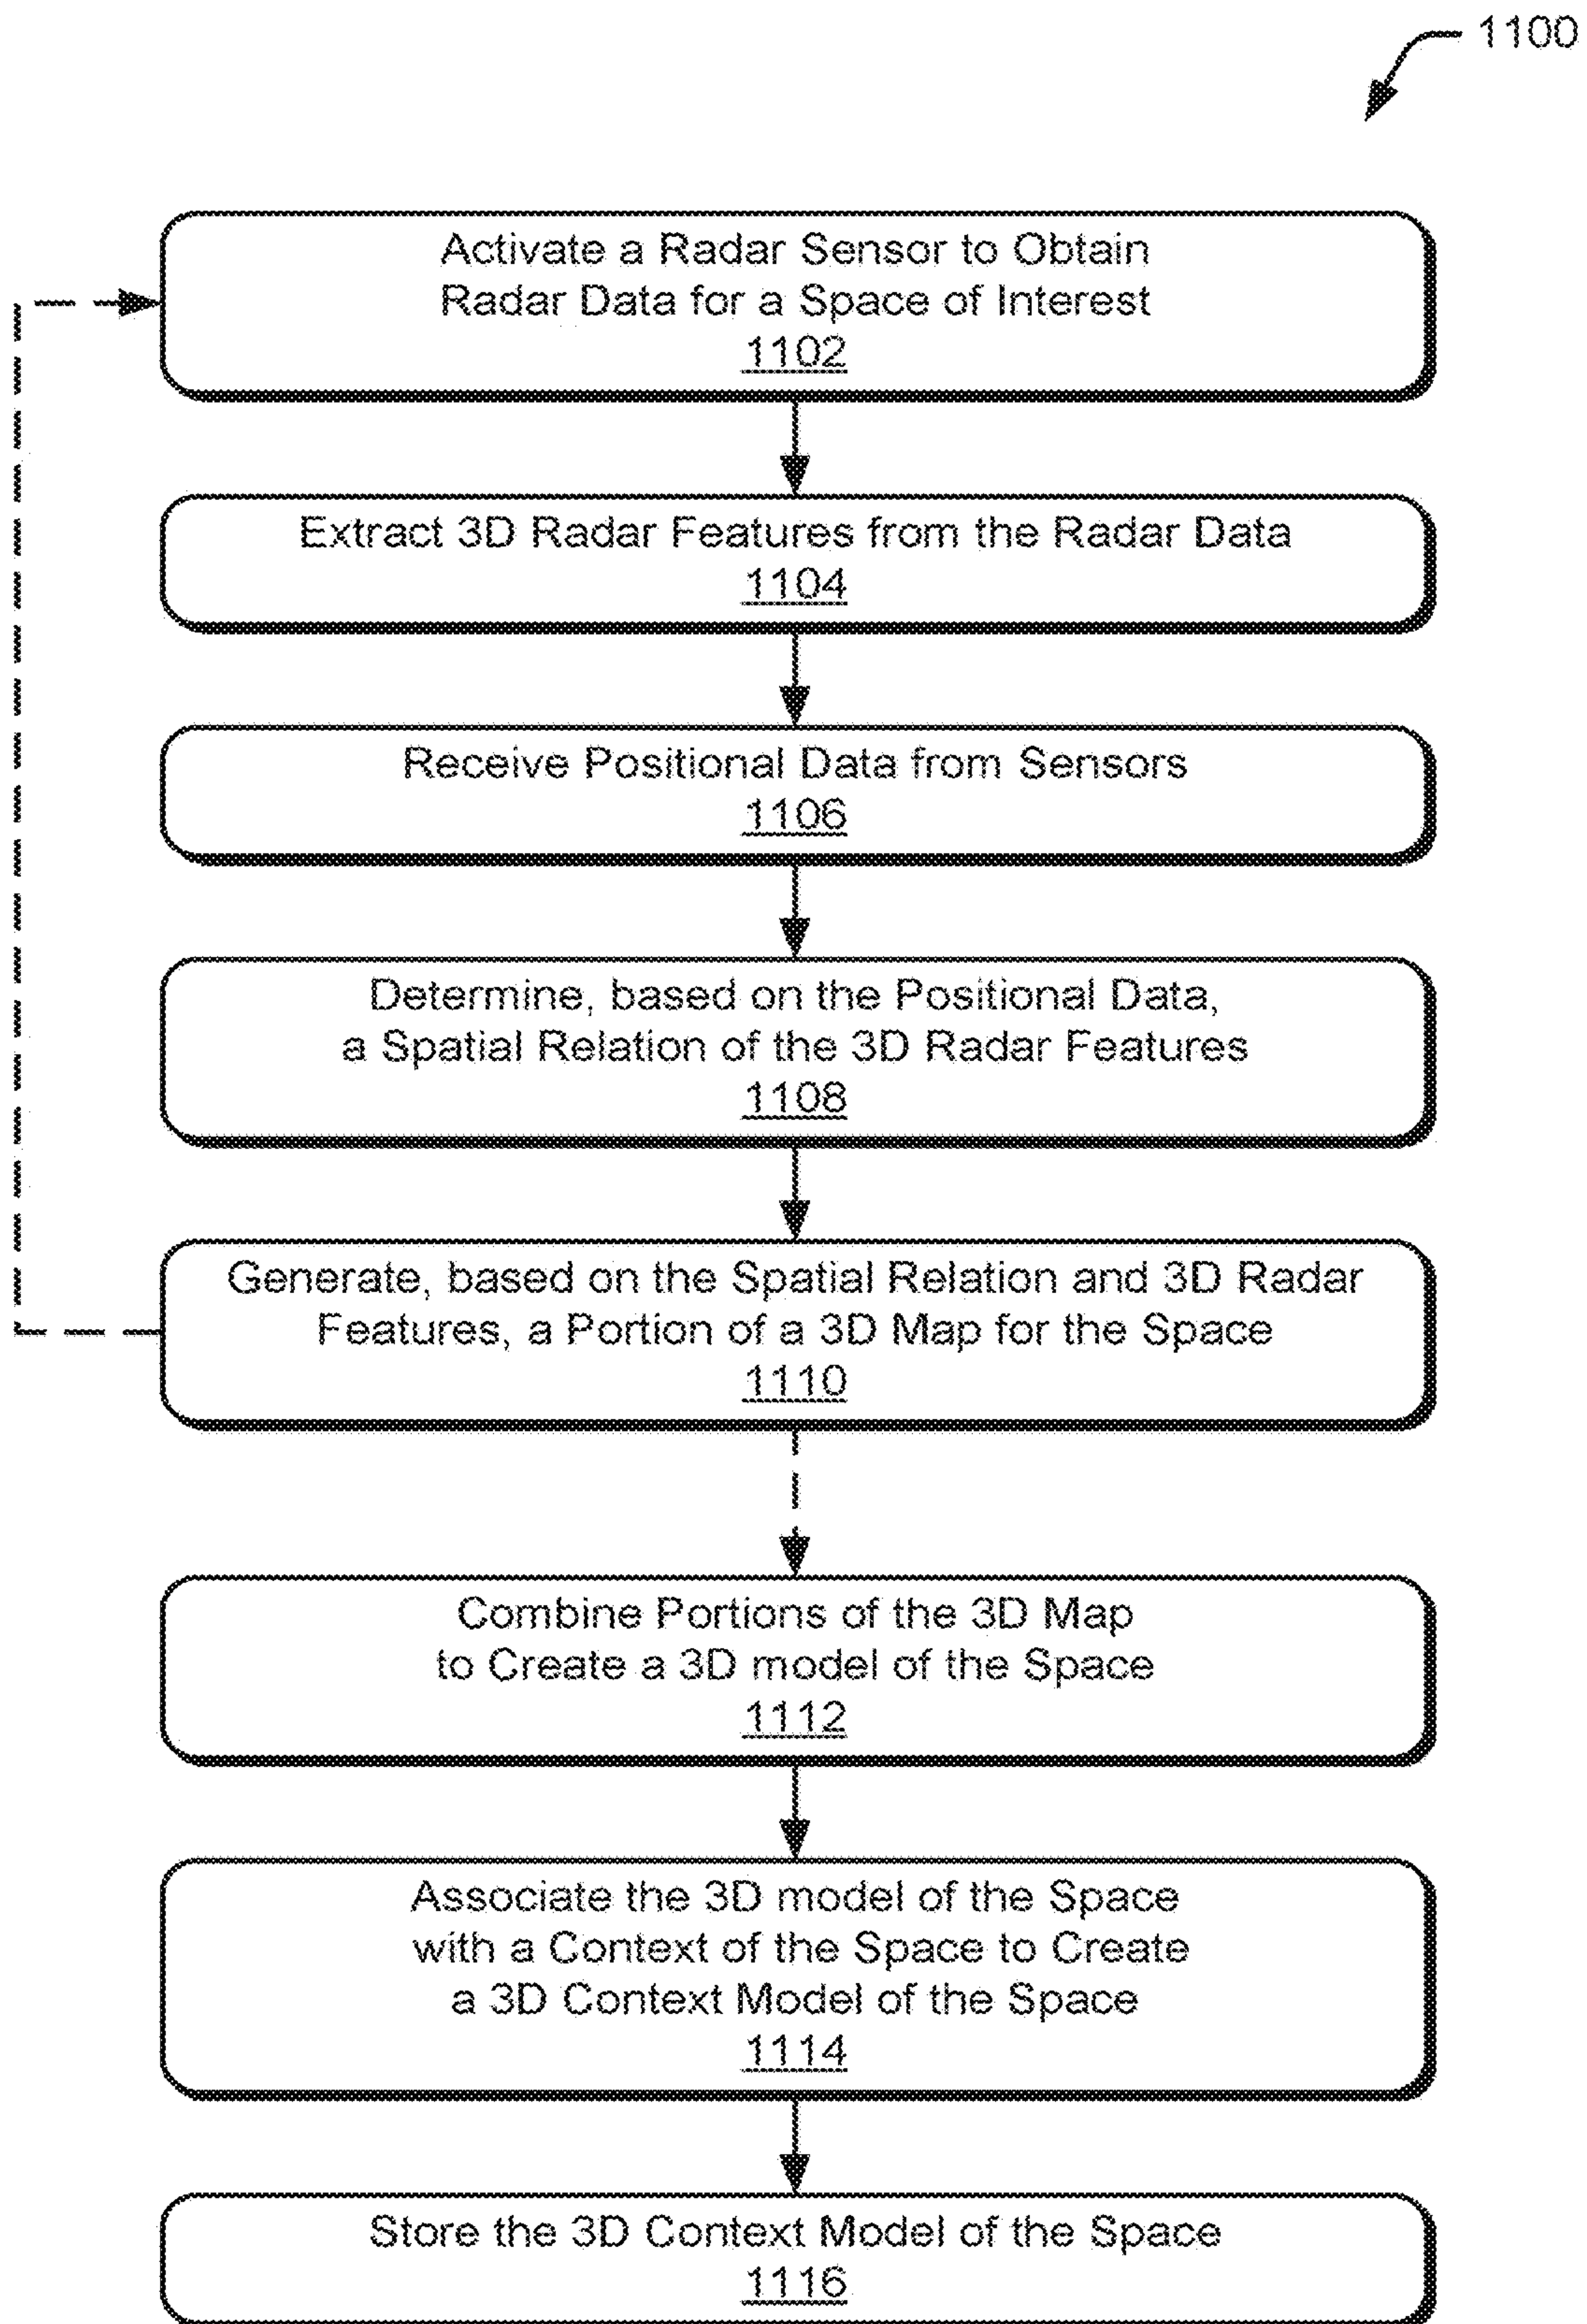 1100
Activate a Radar Sensor to Obtain
Radar Data for a Space of Interest
1102
Extract 3D Radar Features from the Radar Data
1104
Receive Positional Data from Sensors
1106
Determine, based on the Positional Data,
a Spatial Relation of the 3D Radar Features
1108
Generate, based on the Spatial Relation and 3D Radar
Features, a Portion of a 3D Map for the Space
1110
Combine Portions of the 3D Map
to Create a 3D model of the Space
1112
Associate the 3D model of the Space
with a Context of the Space to Create
a 3D Context Model of the Space
1114
Store the 3D Context Model of the Space
1116